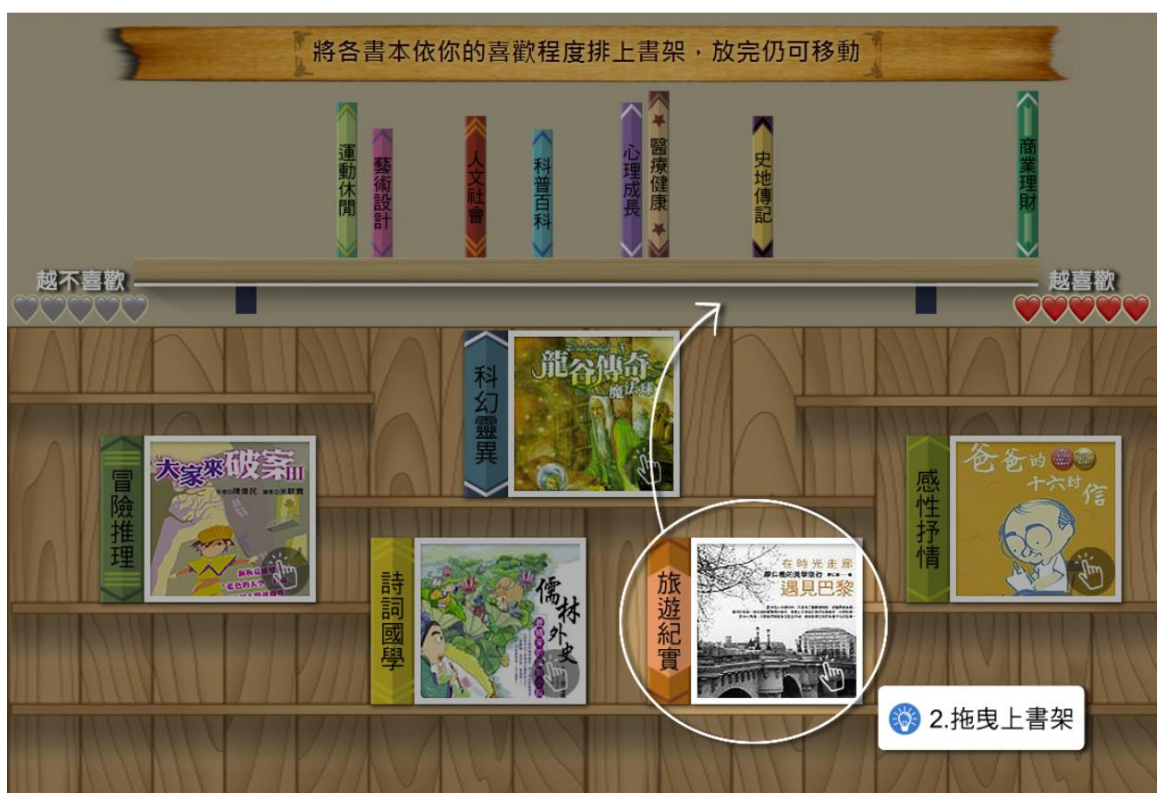 將各書本依你的喜歡程度排上書架，放完仍可移動
運動休閒
藝術設計
人文社會
科普百科
心理成長
醫療健康
史地傳記
商業理財
越不喜歡
越喜歡
科幻靈異
龍谷傳奇
魔法球
冒險推理
大家來破案III
感性抒情
爸爸的
十六封
信
詩詞國學
儒林外史
旅遊紀實
在時光走廊
遇見巴黎
2.拖曳上書架